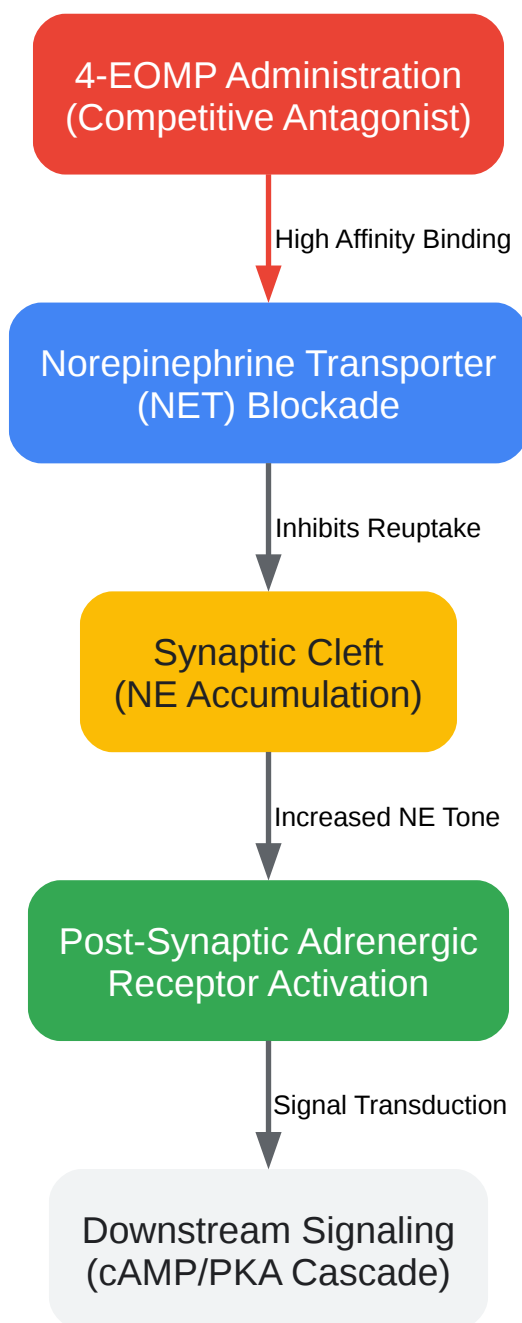 4-EOMP Administration
(Competitive Antagonist)
High Affinity Binding
Norepinephrine Transporter
(NET) Blockade
Inhibits Reuptake
Synaptic Cleft
(NE Accumulation)
Increased NE Tone
Post-Synaptic Adrenergic
Receptor Activation
Signal Transduction
Downstream Signaling
(cAMP/PKA Cascade)